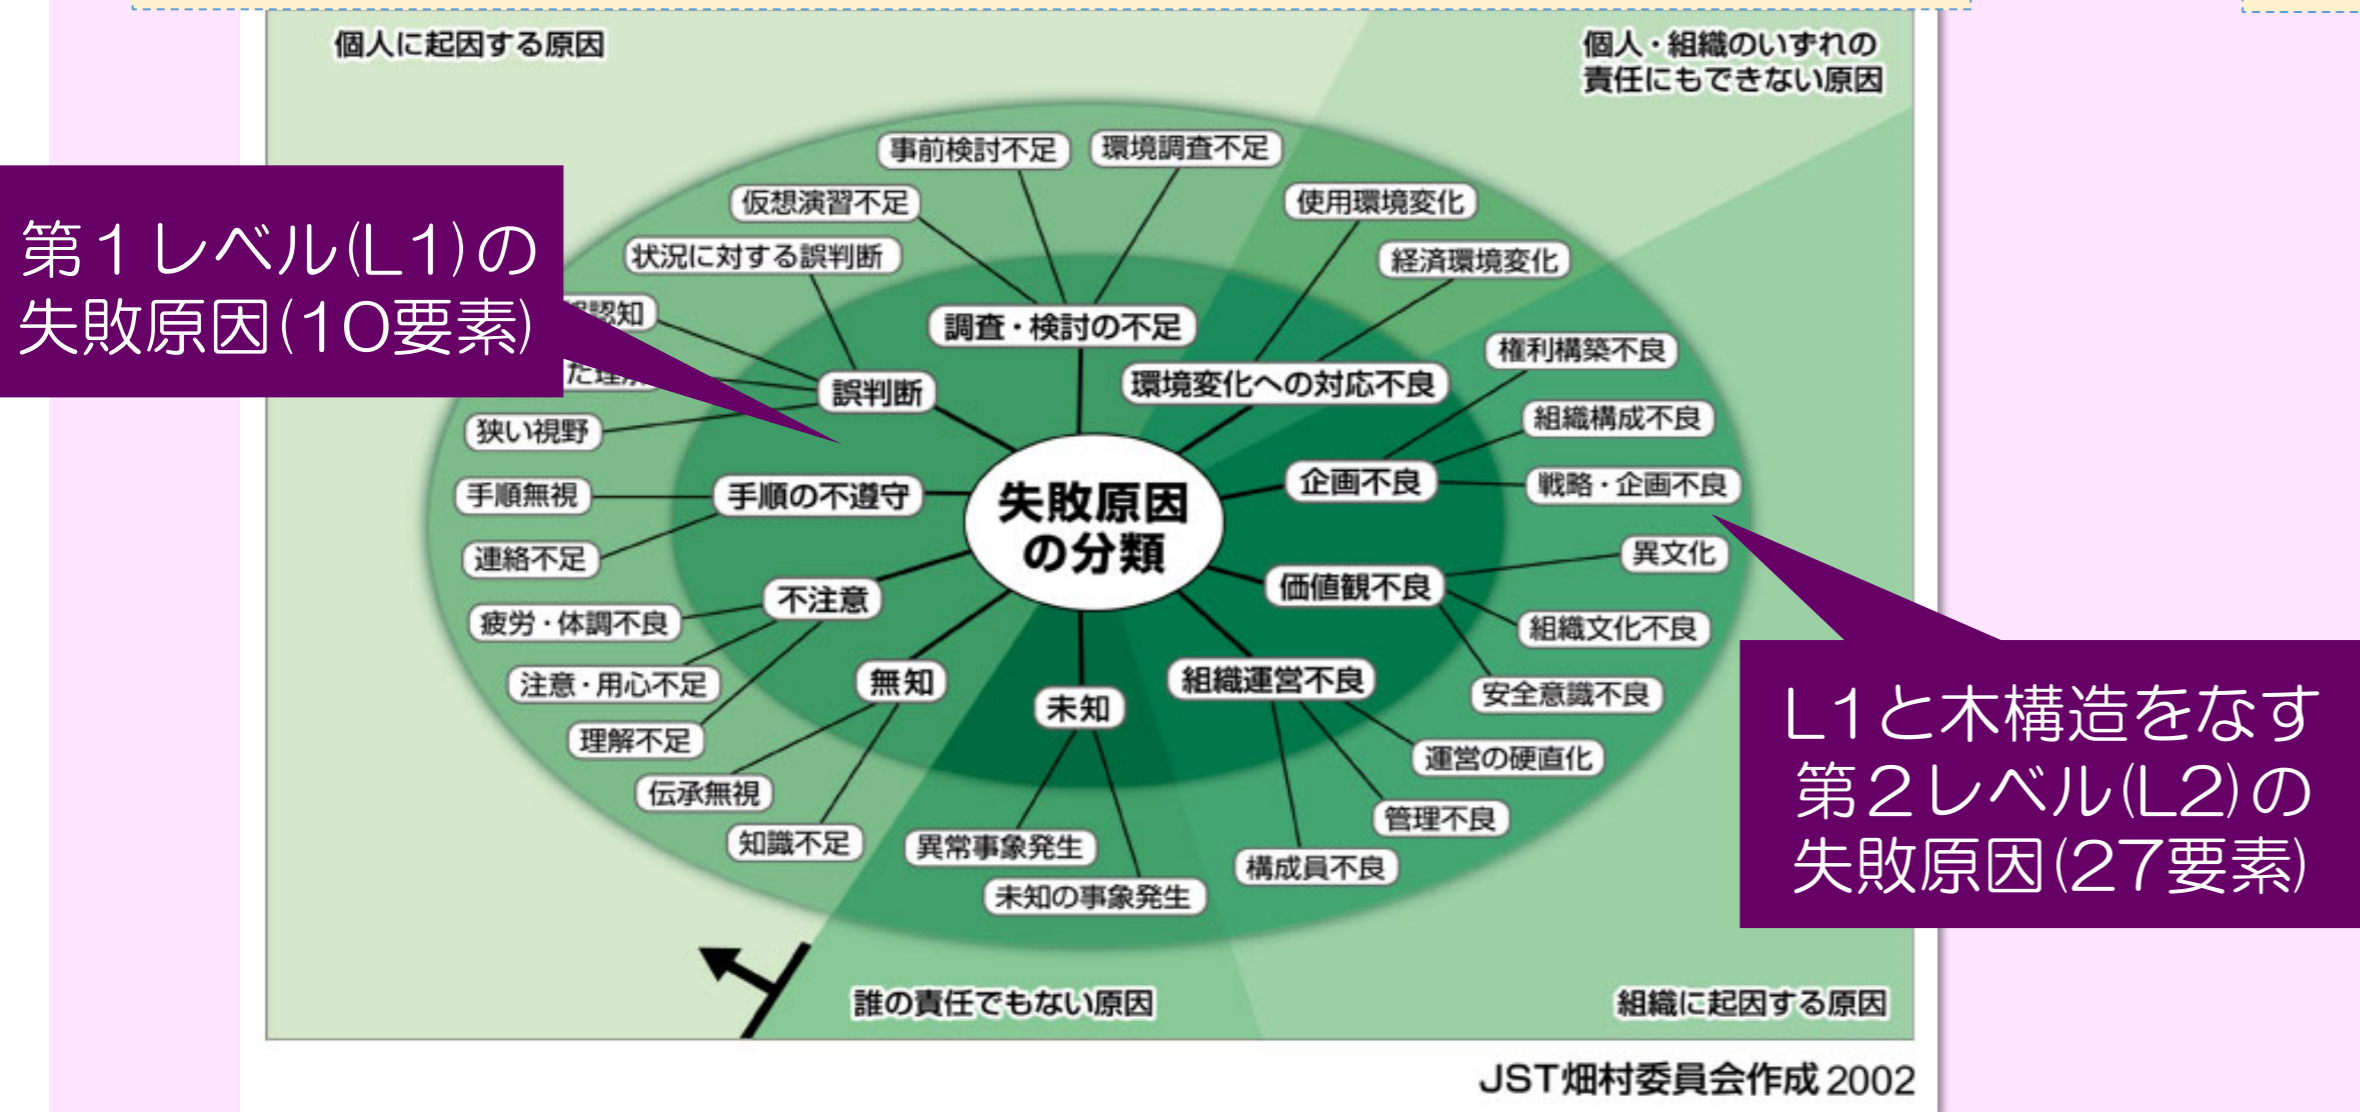 個人に起因する原因
個人・組織のいずれの
責任にもできない原因
第1レベル(L1)の
失敗原因(10要素)
事前検討不足
環境調査不足
仮想演習不足
使用環境変化
状況に対する誤判断
経済環境変化
認知
調査・検討の不足
権利構築不良
誤判断
環境変化への対応不良
狭い視野
組織構成不良
手順無視
手順の不遵守
失敗原因
の分類
企画不良
戦略・企画不良
連絡不足
異文化
不注意
価値観不良
疲労・体調不良
組織文化不良
注意・用心不足
無知
未知
組織運営不良
安全意識不良
理解不足
運営の硬直化
伝承無視
管理不良
知識不足
異常事象発生
構成員不良
未知の事象発生
L1と木構造をなす
第2レベル(L2)の
失敗原因(27要素)
誰の責任でもない原因
組織に起因する原因
JST畑村委員会作成2002